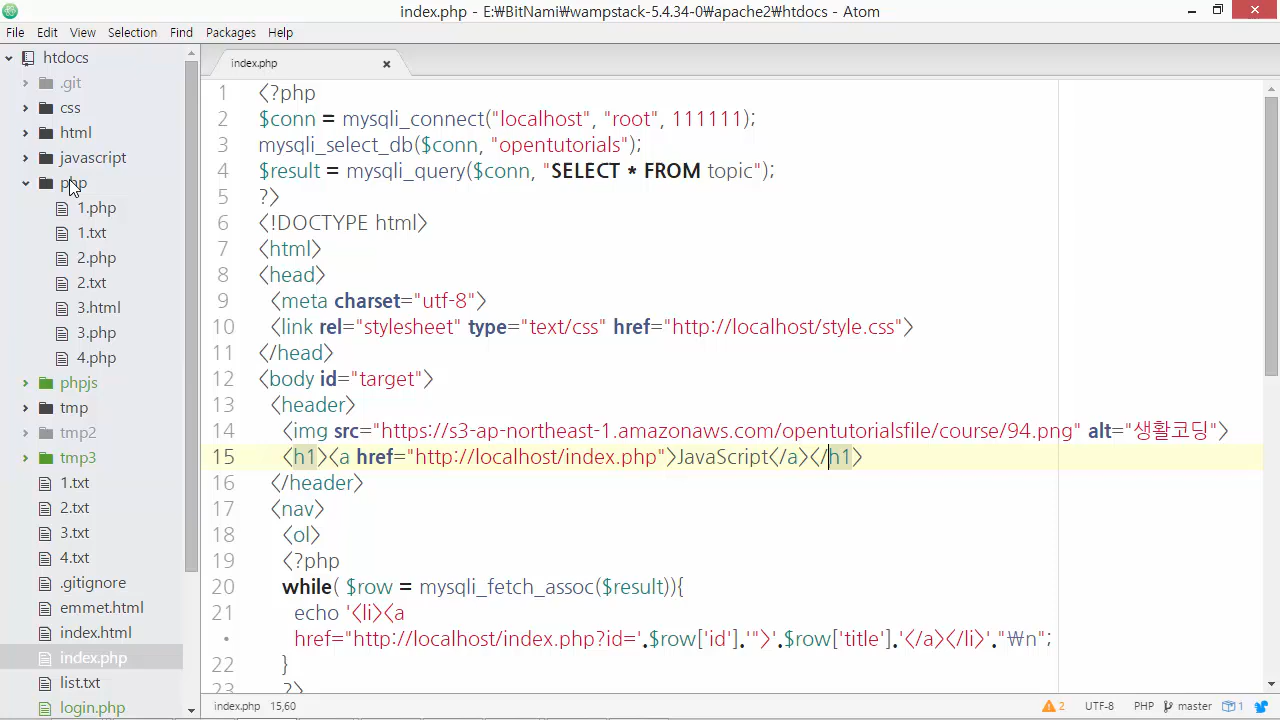 index.php - E:₩BitNami₩wampstack-5.4.34-0₩apache2₩htdocs - Atom
File Edit View Selection Find Packages Help
htdocs
.git
css
html
javascript
php
1.php
1.txt
2.php
2.txt
3.html
3.php
4.php
phpjs
tmp
tmp2
tmp3
1.txt
2.txt
3.txt
4.txt
.gitignore
emmet.html
index.html
index.php
list.txt
login.php
index.php
1 <?php
2 $conn = mysqli_connect("localhost", "root", 111111);
3 mysqli_select_db($conn, "opentutorials");
4 $result = mysqli_query($conn, "SELECT * FROM topic");
5 ?>
6 <!DOCTYPE html>
7 <html>
8 <head>
9 <meta charset="utf-8">
10 <link rel="stylesheet" type="text/css" href="http://localhost/style.css">
11 </head>
12 <body id="target">
13 <header>
14 <img src="https://s3-ap-northeast-1.amazonaws.com/opentutorialsfile/course/94.png" alt="생활코딩">
15 <h1><a href="http://localhost/index.php">JavaScript</a></h1>
16 </header>
17 <nav>
18 <ol>
19 <?php
20 while( $row = mysqli_fetch_assoc($result)){
21 echo '<li><a
• href="http://localhost/index.php?id='.$row['id'].'">'.$row['title'].'</a></li>'."₩n";
22 }
23 ?>
index.php 15,60
2 UTF-8 PHP master 1